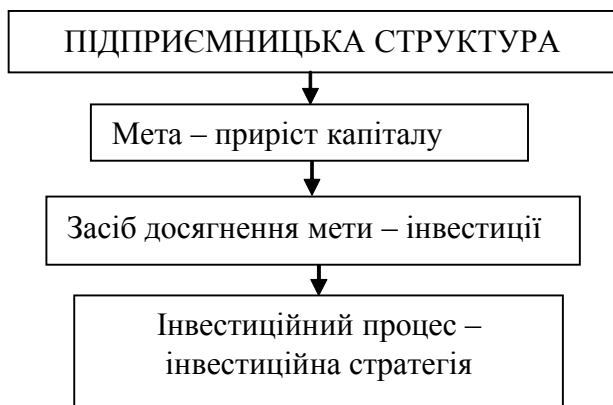 ПІДПРИЄМНИЦЬКА СТРУКТУРА
Мета – приріст капіталу
Засіб досягнення мети – інвестиції
Інвестиційний процес –
інвестиційна стратегія